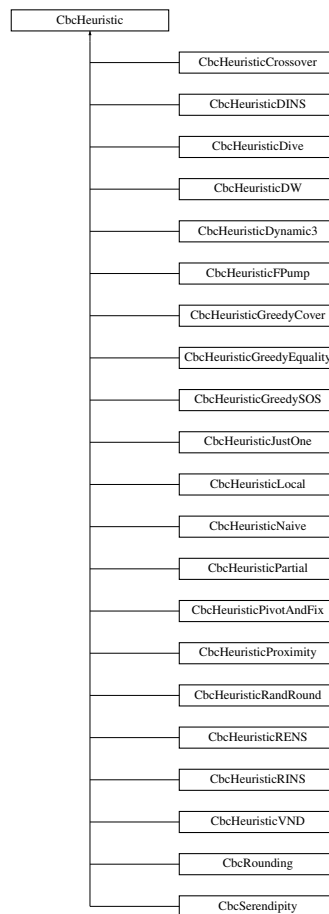 CbcHeuristic
CbcHeuristicCrossover
CbcHeuristicDINS
CbcHeuristicDive
CbcHeuristicDW
CbcHeuristicDynamic3
CbcHeuristicFPump
CbcHeuristicGreedyCover
CbcHeuristicGreedyEquality
CbcHeuristicGreedySOS
CbcHeuristicJustOne
CbcHeuristicLocal
CbcHeuristicNaive
CbcHeuristicPartial
CbcHeuristicPivotAndFix
CbcHeuristicProximity
CbcHeuristicRandRound
CbcHeuristicRENS
CbcHeuristicRINS
CbcHeuristicVND
CbcRounding
CbcSerendipity